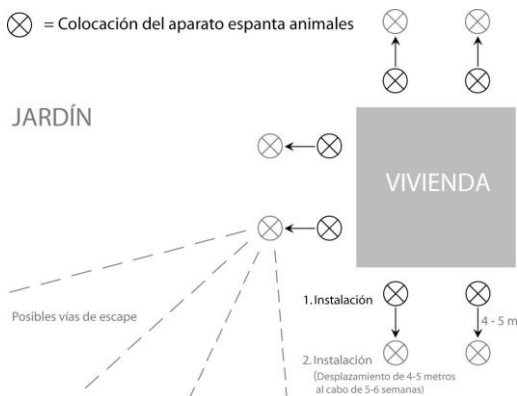 = Colocación del aparato espanta animales
JARDÍN
VIVIENDA
1. Instalación
4 - 5 m
Posibles vías de escape
2. Instalación
(Desplazamiento de 4-5 metros
al cabo de 5-6 semanas)